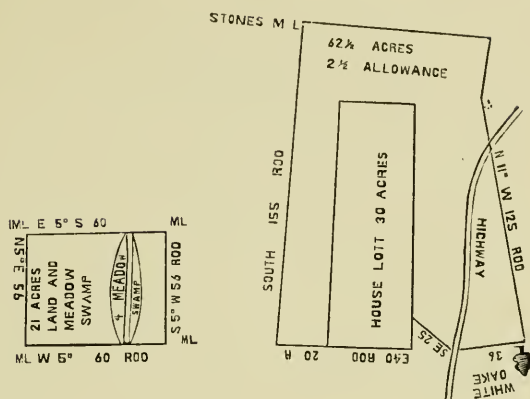 STONES M L
62½ ACRES
2½ ALLOWANCE
SOUTH 155 ROD
HOUSE LOTT 30 ACRES
HIGHWAY
N 11° W 125 ROD
R 20
E40 ROD
SE 25
36
WHITE
OAKE
1ML E 5° S 60 ML
N5°E 56
21 ACRES
LAND AND
MEADOW
SWAMP
4 MEADOW
SWAMP
S 5° W 56 ROD
ML W 5° 60 ROD ML